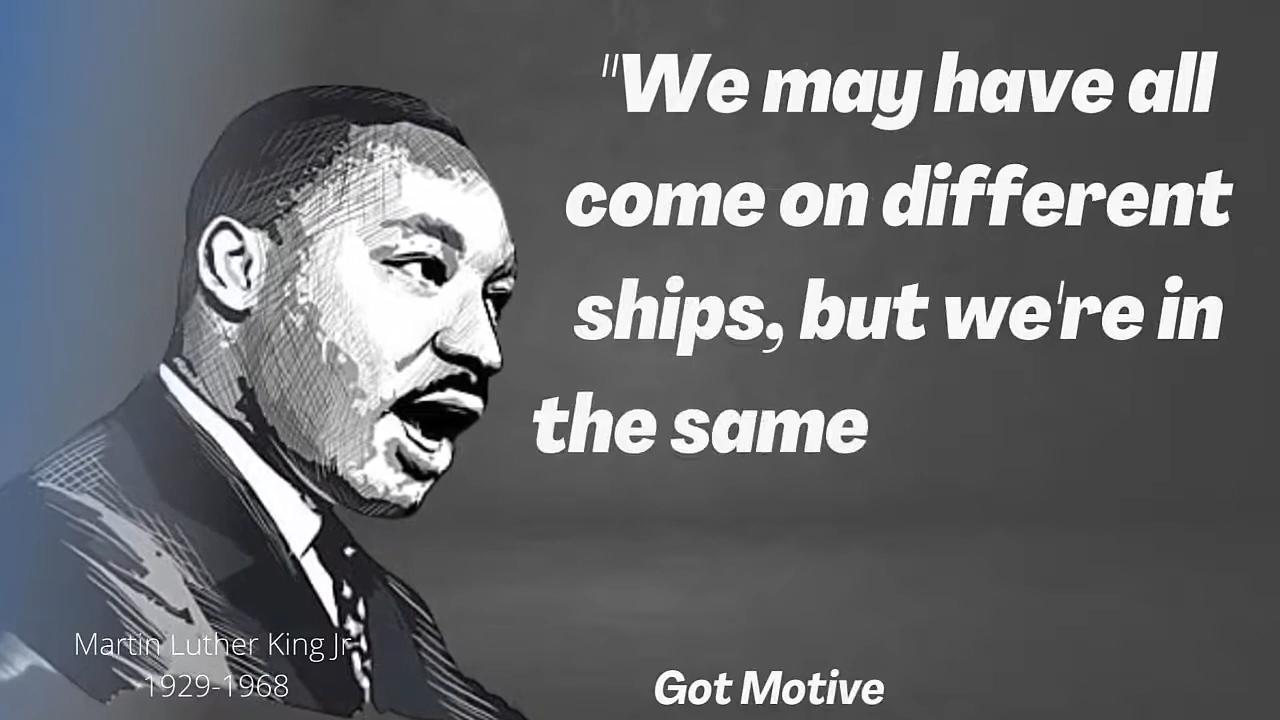 "We may have all
come on different
ships, but we're in
the same
Martin Luther King Jr
1929-1968
Got Motive